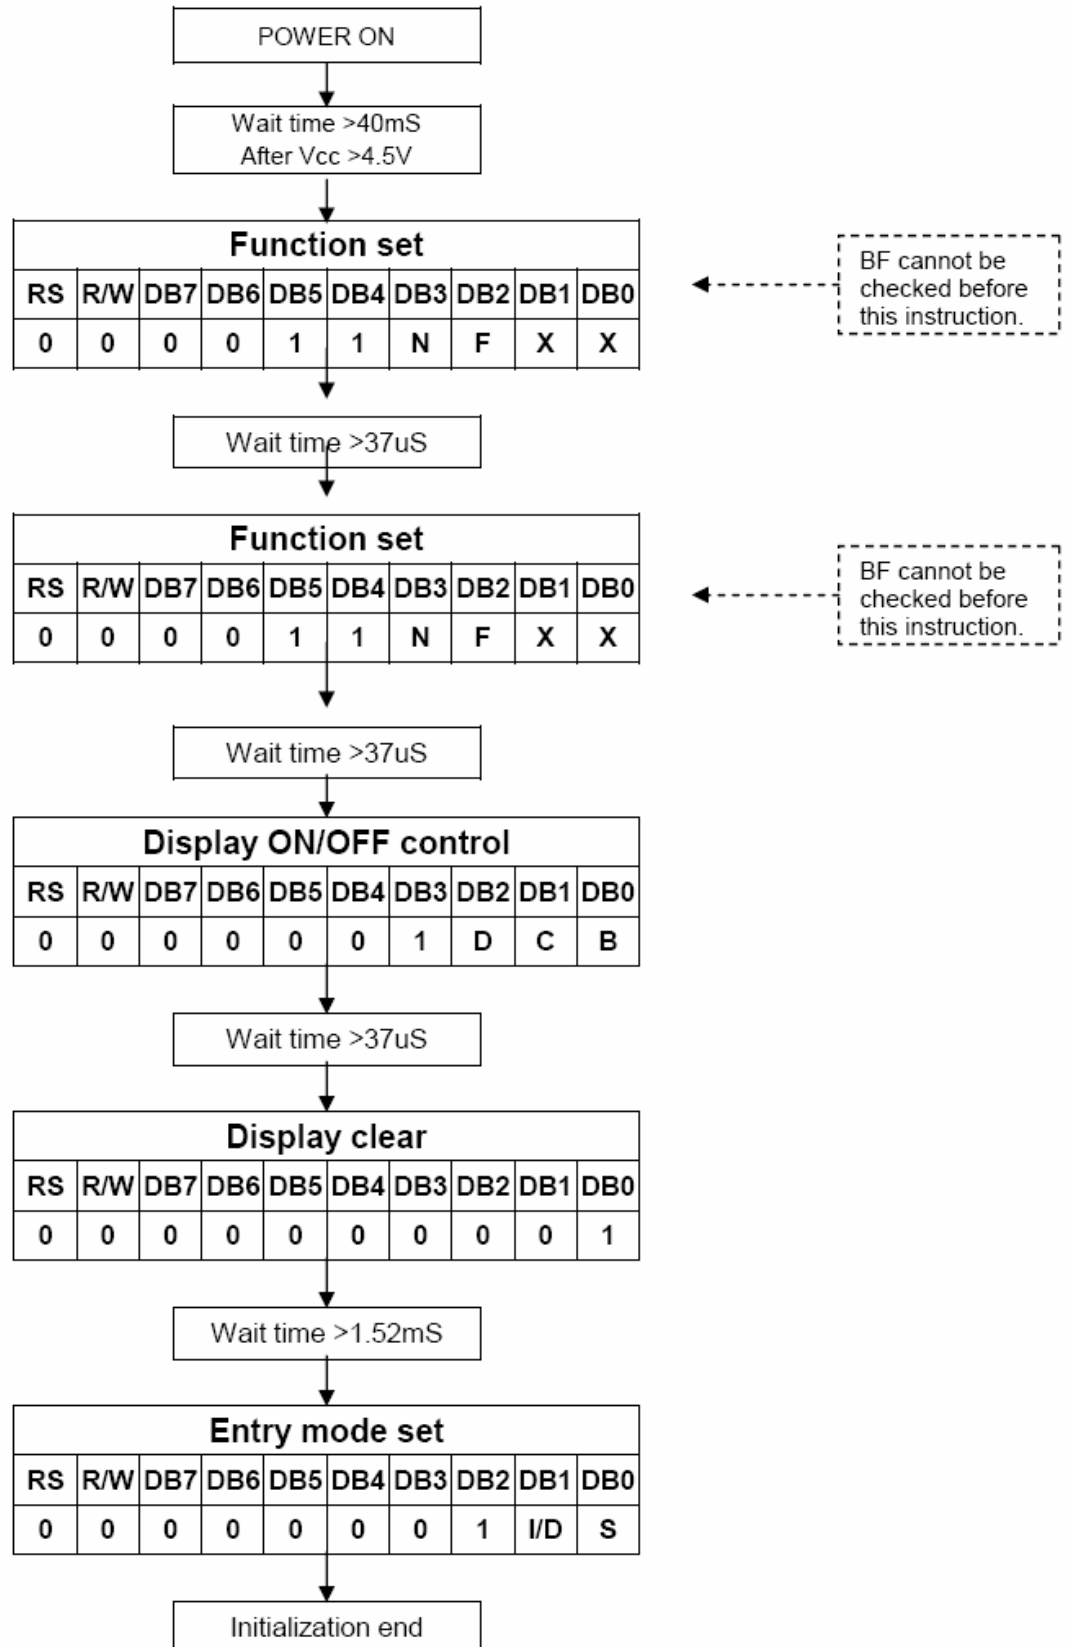 POWER ON
Wait time >40mS
After Vcc >4.5V
Function set
RS R/W DB7 DB6 DB5 DB4 DB3 DB2 DB1 DB0
0 0 0 0 1 1 N F X X
BF cannot be
checked before
this instruction.
Wait time >37uS
Function set
RS R/W DB7 DB6 DB5 DB4 DB3 DB2 DB1 DB0
0 0 0 0 1 1 N F X X
BF cannot be
checked before
this instruction.
Wait time >37uS
Display ON/OFF control
RS R/W DB7 DB6 DB5 DB4 DB3 DB2 DB1 DB0
0 0 0 0 0 0 1 D C B
Wait time >37uS
Display clear
RS R/W DB7 DB6 DB5 DB4 DB3 DB2 DB1 DB0
0 0 0 0 0 0 0 0 0 1
Wait time >1.52mS
Entry mode set
RS R/W DB7 DB6 DB5 DB4 DB3 DB2 DB1 DB0
0 0 0 0 0 0 0 1 I/D S
Initialization end